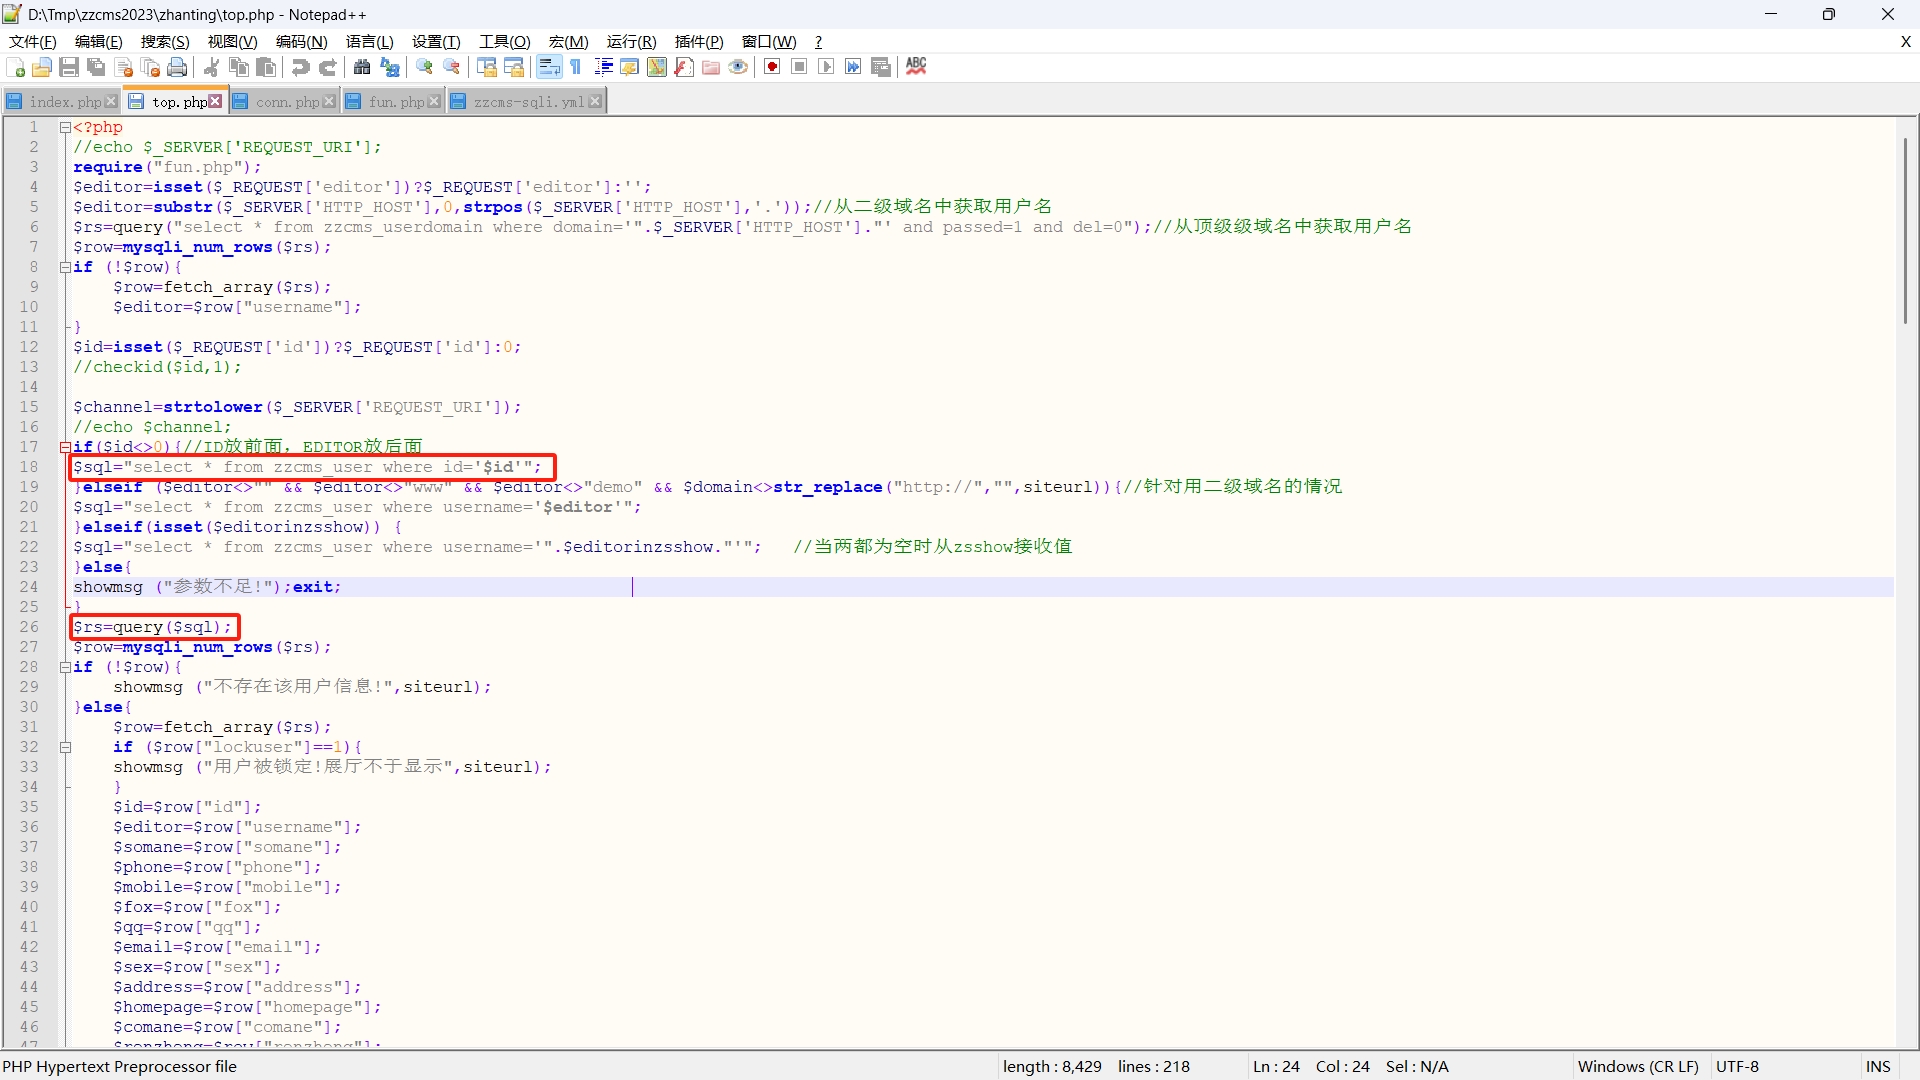 D:\Tmp\zzcms2023\zhanting\top.php - Notepad++
文件(F) 编辑(E) 搜索(S) 视图(V) 编码(N) 语言(L) 设置(T) 工具(O) 宏(M) 运行(R) 插件(P) 窗口(W) ? X
ABC
index.php top.php conn.php fun.php zzcms-sqli.yml
1 <?php
2 //echo $_SERVER['REQUEST_URI'];
3 require("fun.php");
4 $editor=isset($_REQUEST['editor'])?$_REQUEST['editor']:'';
5 $editor=substr($_SERVER['HTTP_HOST'],0,strpos($_SERVER['HTTP_HOST'],'.'));//从二级域名中获取用户名
6 $rs=query("select * from zzcms_userdomain where domain='".$_SERVER['HTTP_HOST']."' and passed=1 and del=0");//从顶级级域名中获取用户名
7 $row=mysqli_num_rows($rs);
8 if (!$row){
9 $row=fetch_array($rs);
10 $editor=$row["username"];
11 }
12 $id=isset($_REQUEST['id'])?$_REQUEST['id']:0;
13 //checkid($id,1);
14
15 $channel=strtolower($_SERVER['REQUEST_URI']);
16 //echo $channel;
17 if($id<>0){//ID放前面，EDITOR放后面
18 $sql="select * from zzcms_user where id='$id'";
19 }elseif ($editor<>"" && $editor<>"www" && $editor<>"demo" && $domain<>str_replace("http://","",siteurl)){//针对用二级域名的情况
20 $sql="select * from zzcms_user where username='$editor'";
21 }elseif(isset($editorinzsshow)) {
22 $sql="select * from zzcms_user where username='".$editorinzsshow."'"; //当两都为空时从zsshow接收值
23 }else{
24 showmsg ("参数不足!");exit;
25 }
26 $rs=query($sql);
27 $row=mysqli_num_rows($rs);
28 if (!$row){
29 showmsg ("不存在该用户信息!",siteurl);
30 }else{
31 $row=fetch_array($rs);
32 if ($row["lockuser"]==1){
33 showmsg ("用户被锁定!展厅不于显示",siteurl);
34 }
35 $id=$row["id"];
36 $editor=$row["username"];
37 $somane=$row["somane"];
38 $phone=$row["phone"];
39 $mobile=$row["mobile"];
40 $fox=$row["fox"];
41 $qq=$row["qq"];
42 $email=$row["email"];
43 $sex=$row["sex"];
44 $address=$row["address"];
45 $homepage=$row["homepage"];
46 $comane=$row["comane"];
47
PHP Hypertext Preprocessor file length : 8,429 lines : 218 Ln : 24 Col : 24 Sel : N/A Windows (CR LF) UTF-8 INS